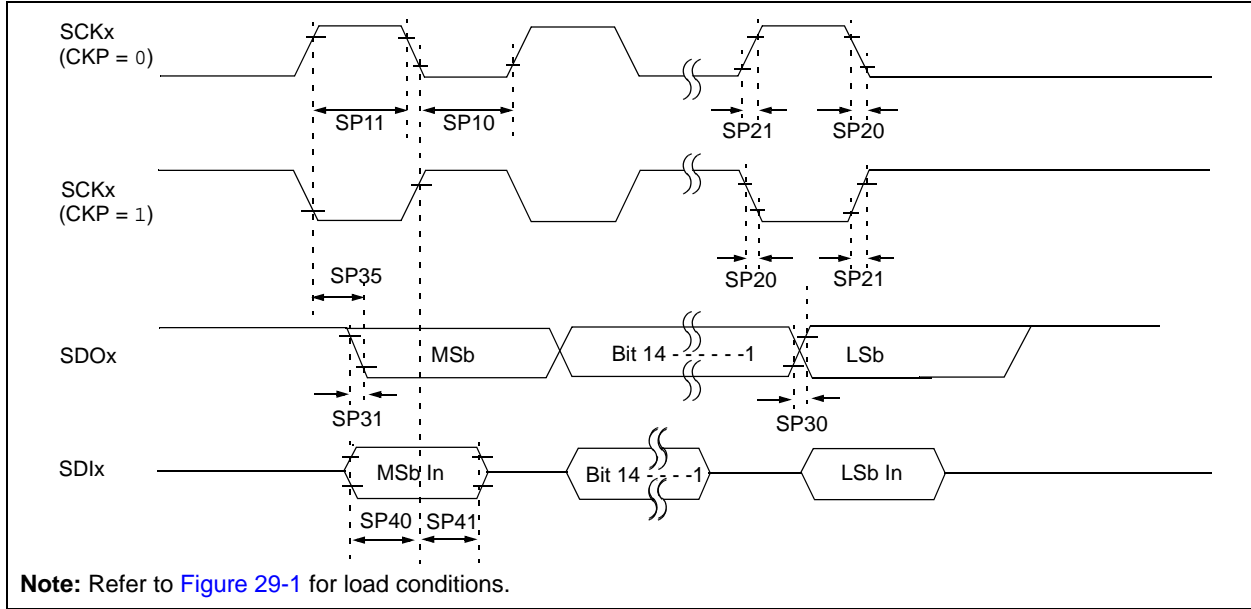 SCKx
(CKP = 0)
SP11
SP10
SP21
SP20
SCKx
(CKP = 1)
SP35
SP20
SP21
SDOx
MSb
Bit 14 - - - - - -1
LSb
SP31
SP30
SDIx
MSb In
Bit 14 - - - -1
LSb In
SP40
SP41
Note: Refer to Figure 29-1 for load conditions.